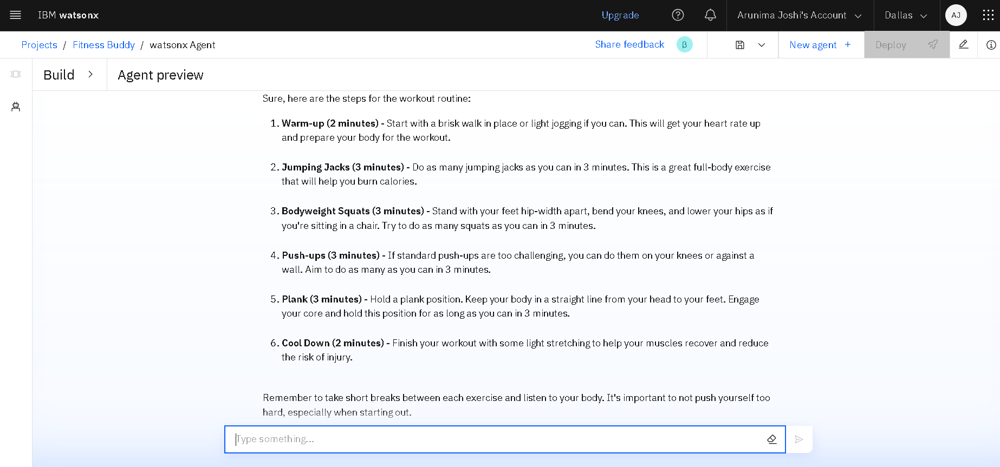 IBM watsonx Upgrade Arunima Joshi's Account Dallas AJ
Projects / Fitness Buddy / watsonx Agent Share feedback β New agent + Deploy
Build Agent preview
Sure, here are the steps for the workout routine:
1. Warm-up (2 minutes) - Start with a brisk walk in place or light jogging if you can. This will get your heart rate up
and prepare your body for the workout.
2. Jumping Jacks (3 minutes) - Do as many jumping jacks as you can in 3 minutes. This is a great full-body exercise
that will help you burn calories.
3. Bodyweight Squats (3 minutes) - Stand with your feet hip-width apart, bend your knees, and lower your hips as if
you're sitting in a chair. Try to do as many squats as you can in 3 minutes.
4. Push-ups (3 minutes) - If standard push-ups are too challenging, you can do them on your knees or against a
wall. Aim to do as many as you can in 3 minutes.
5. Plank (3 minutes) - Hold a plank position. Keep your body in a straight line from your head to your feet. Engage
your core and hold this position for as long as you can in 3 minutes.
6. Cool Down (2 minutes) - Finish your workout with some light stretching to help your muscles recover and reduce
the risk of injury.
Remember to take short breaks between each exercise and listen to your body. It's important to not push yourself too
hard, especially when starting out.
Type something...